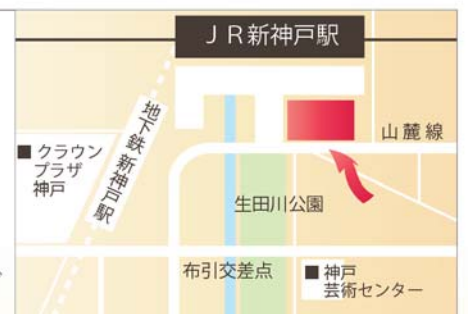 JR新神戸駅
山麓線
地下鉄新神戸駅
■クラウン
プラザ
神戸
生田川公園
布引交差点
■神戸
芸術センター